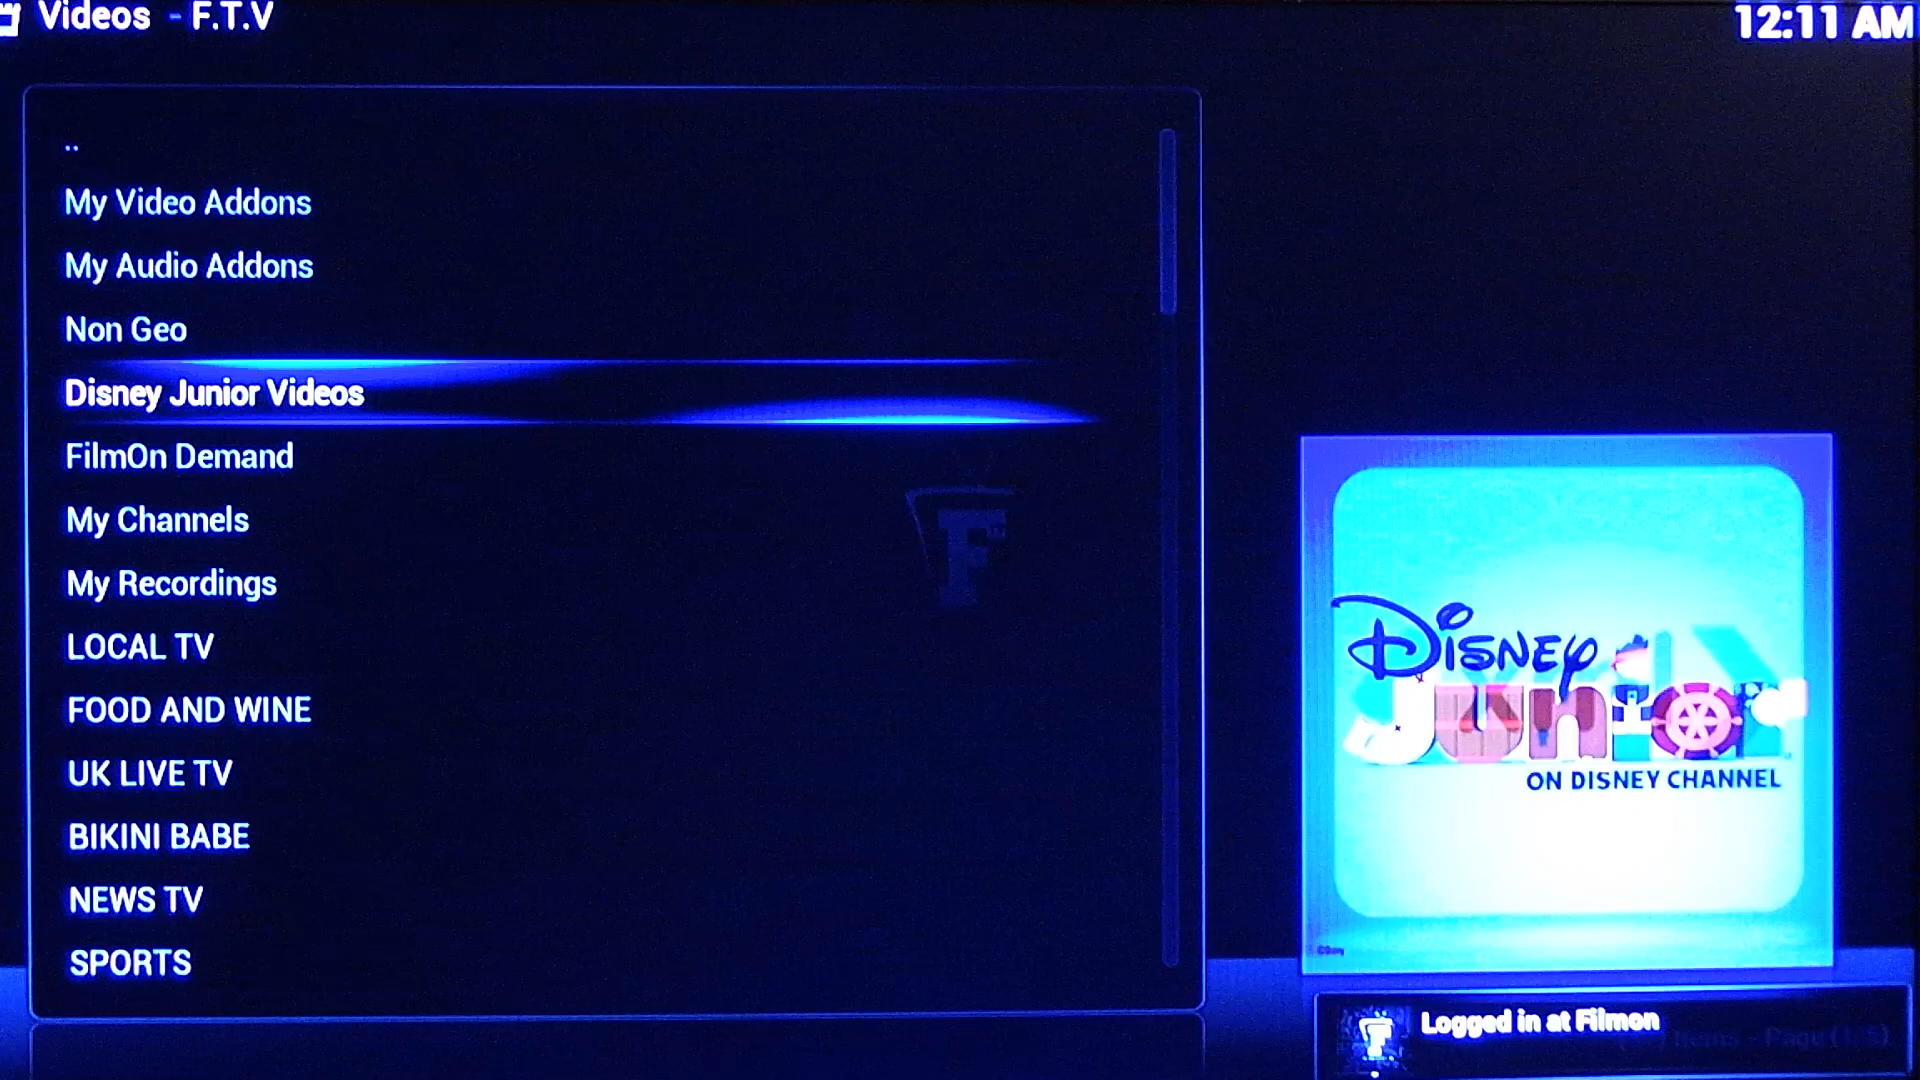 Videos - F.T.V
12:11 AM
..
My Video Addons
My Audio Addons
Non Geo
Disney Junior Videos
FilmOn Demand
My Channels
My Recordings
LOCAL TV
FOOD AND WINE
UK LIVE TV
BIKINI BABE
NEWS TV
SPORTS
F
DISNEY
JUNIOR
ON DISNEY CHANNEL
F
Logged in at Filmon